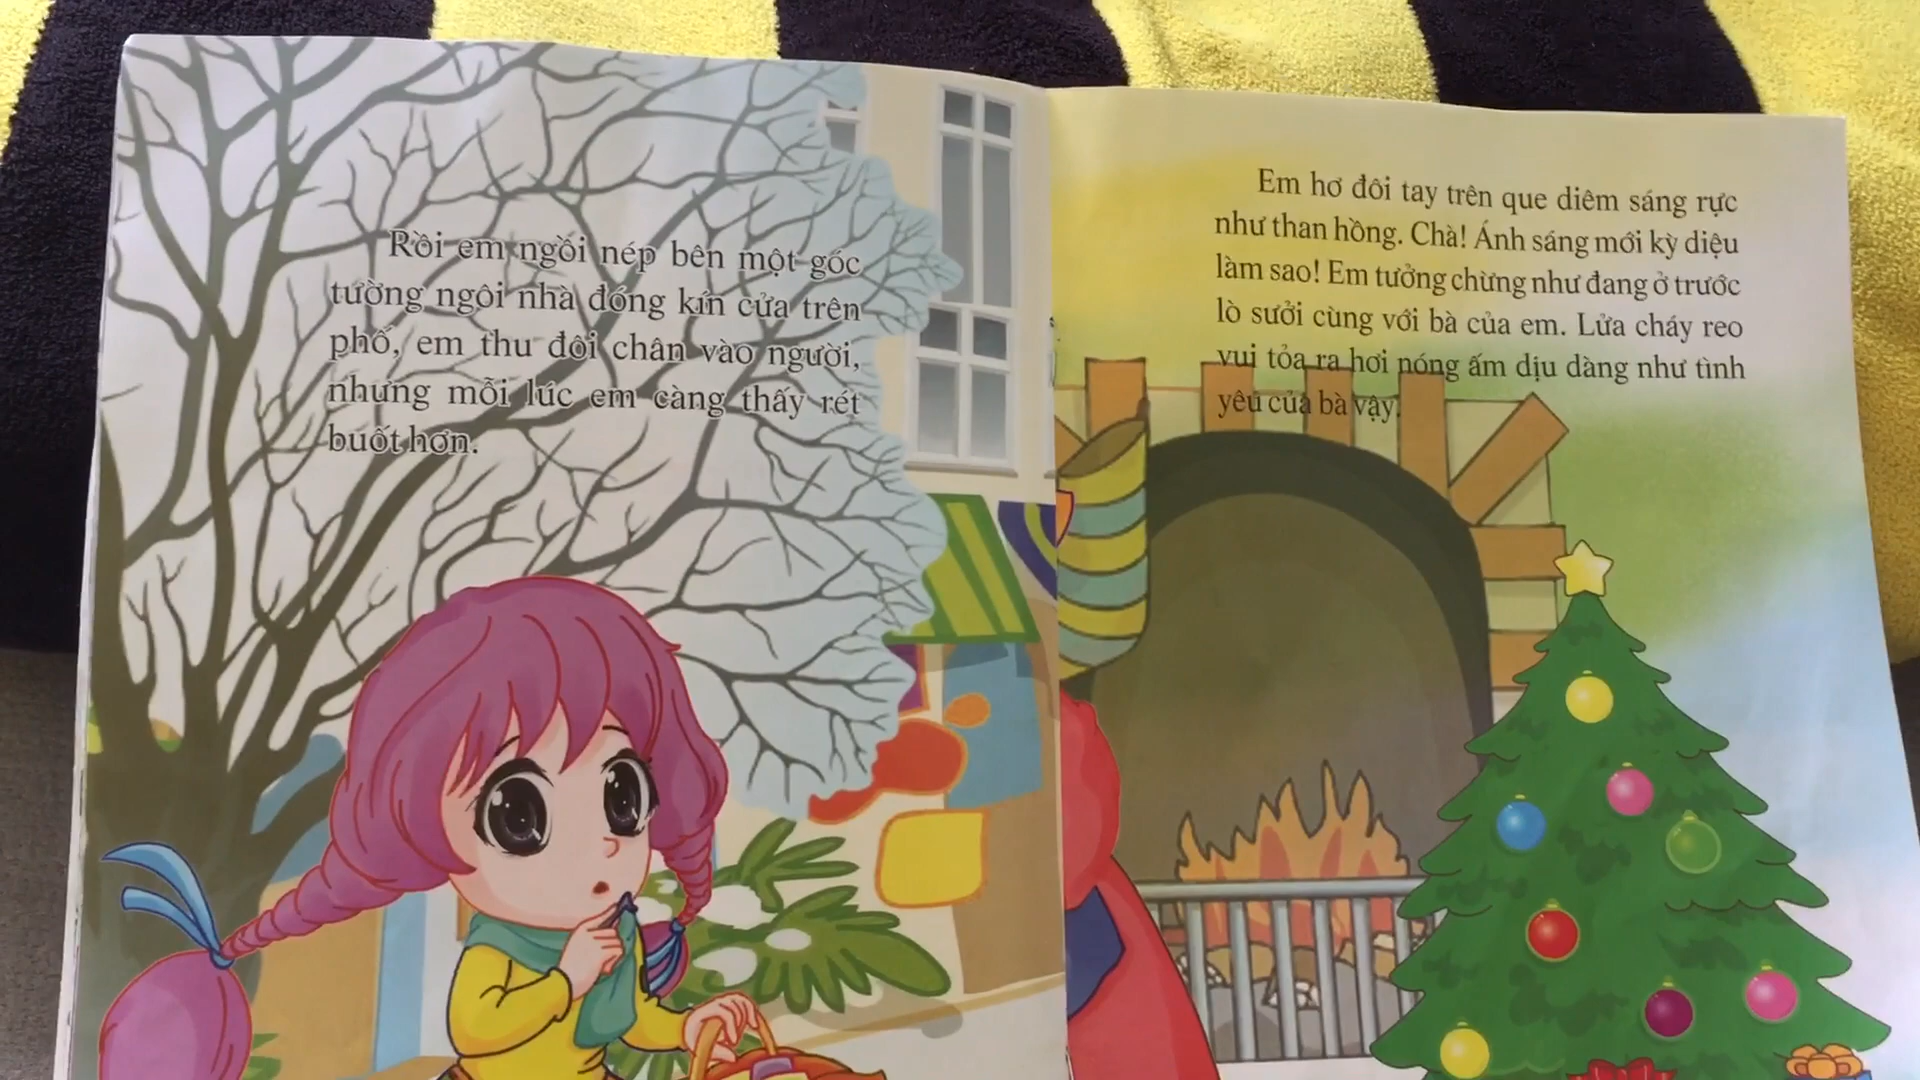 Rồi em ngồi nép bên một góc
tường ngôi nhà đóng kín cửa trên
phố, em thu đôi chân vào người,
nhưng mỗi lúc em càng thấy rét
buốt hơn.
Em hơ đôi tay trên que diêm sáng rực
như than hồng. Chà! Ánh sáng mới kỳ diệu
làm sao! Em tưởng chừng như đang ở trước
lò sưởi cùng với bà của em. Lửa cháy reo
vui tỏa ra hơi nóng ấm dịu dàng như tình
yêu của bà vậy.